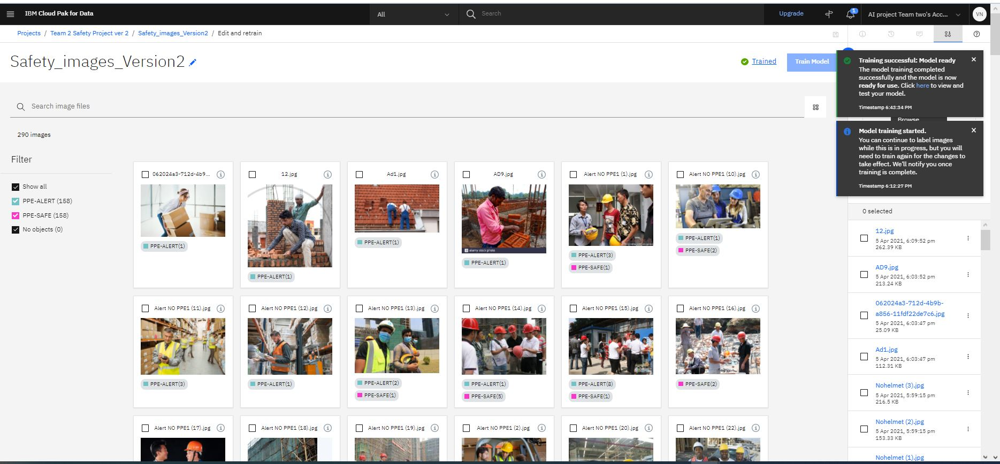 IBM Cloud Pak for Data
All
Search
Upgrade
1
AI project Team two's Acc...
VN
Projects / Team 2 Safety Project ver 2 / Safety_images_Version2 / Edit and retrain
Safety_images_Version2
Trained
Train Model
Training successful: Model ready
The model training completed
successfully and the model is now
ready for use. Click here to view and
test your model.
Timestamp 6:43:34 PM
Browse
Model training started.
You can continue to label images
while this is in progress, but you will
need to train again for the changes to
take effect. We'll notify you once
training is complete.
Timestamp 6:12:27 PM
Search image files
290 images
Filter
Show all
PPE-ALERT (158)
PPE-SAFE (158)
No objects (0)
062024a3-712d-4b9...
PPE-ALERT(1)
12.jpg
PPE-ALERT(1)
Ad1.jpg
PPE-ALERT(1)
AD9.jpg
alamy stock photo
PPE-ALERT(1)
Alert NO PPE1 (1).jpg
PPE-ALERT(3)
PPE-SAFE(1)
Alert NO PPE1 (10).jpg
PPE-ALERT(1)
PPE-SAFE(2)
Alert NO PPE1 (11).jpg
PPE-ALERT(3)
Alert NO PPE1 (12).jpg
PPE-ALERT(1)
Alert NO PPE1 (13).jpg
PPE-ALERT(2)
PPE-SAFE(1)
Alert NO PPE1 (14).jpg
PPE-ALERT(1)
PPE-SAFE(5)
Alert NO PPE1 (15).jpg
PPE-ALERT(8)
PPE-SAFE(1)
Alert NO PPE1 (16).jpg
PPE-SAFE(2)
Alert NO PPE1 (17).jpg
Alert NO PPE1 (18).jpg
Alert NO PPE1 (19).jpg
Alert NO PPE1 (2).jpg
Alert NO PPE1 (20).jpg
Alert NO PPE1 (22).jpg
0 selected
12.jpg
5 Apr 2021, 6:09:52 pm
262.39 KB
AD9.jpg
5 Apr 2021, 6:03:52 pm
213.24 KB
062024a3-712d-4b9b-
a856-11fdf22de7c6.jpg
5 Apr 2021, 6:03:47 pm
25.09 KB
Ad1.jpg
5 Apr 2021, 6:03:47 pm
112.31 KB
Nohelmet (3).jpg
5 Apr 2021, 5:59:15 pm
216.5 KB
Nohelmet (2).jpg
5 Apr 2021, 5:59:15 pm
153.33 KB
Nohelmet (1).jpg